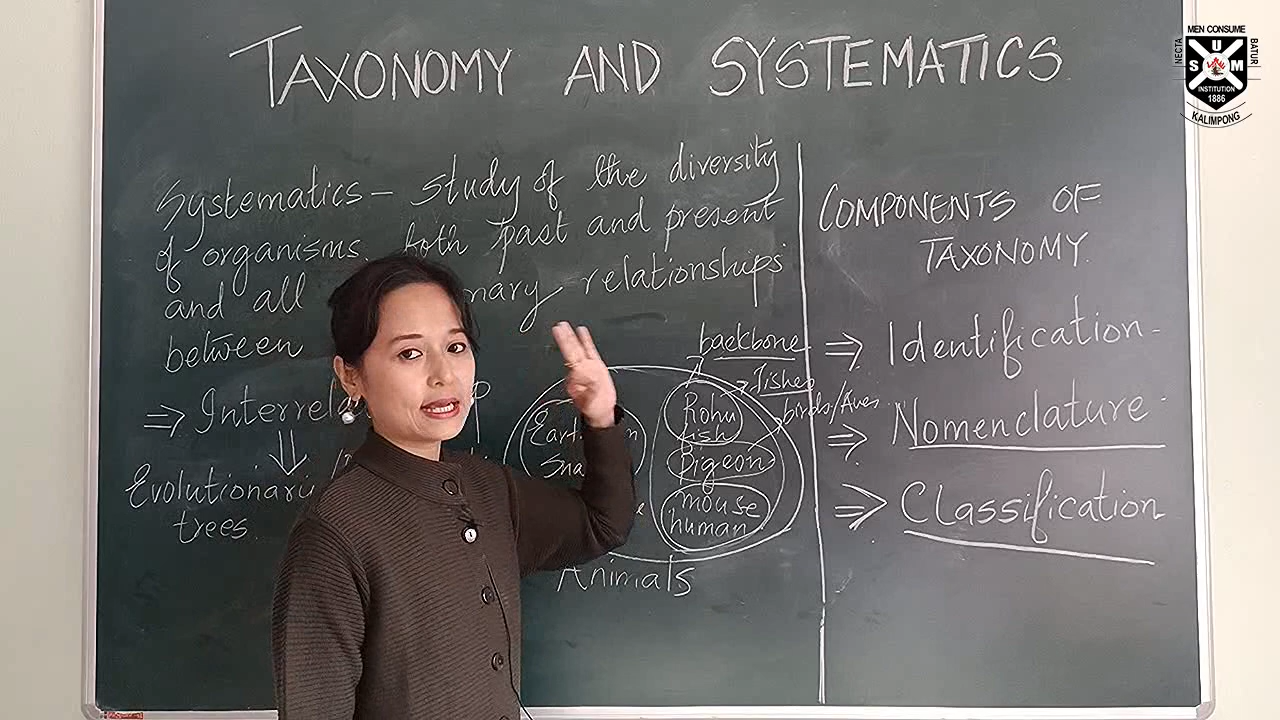 TAXONOMY AND SYSTEMATICS
Systematics – study of the diversity
of organisms both past and present
and all nary relationships
between
⇒
Evolutionary
trees.
backbone
fishes
birds/Aves
Rohu
fish
Pigeon
mouse
human
Animals
COMPONENTS OF
TAXONOMY.
⇒ Identification
⇒ Nomenclature
⇒ Classification
MEN CONSUME
NECTA
BATUR
S U M
INSTITUTION
1886
KALIMPONG